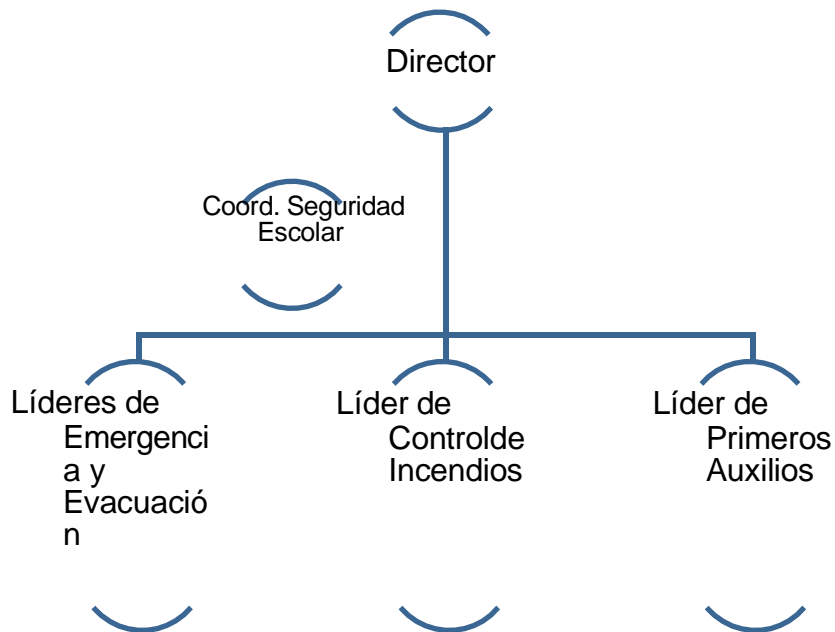 Director
Coord. Seguridad
Escolar
Líderes de
Emergenci
a y
Evacuació
n
Líder de
Controlde
Incendios
Líder de
Primeros
Auxilios